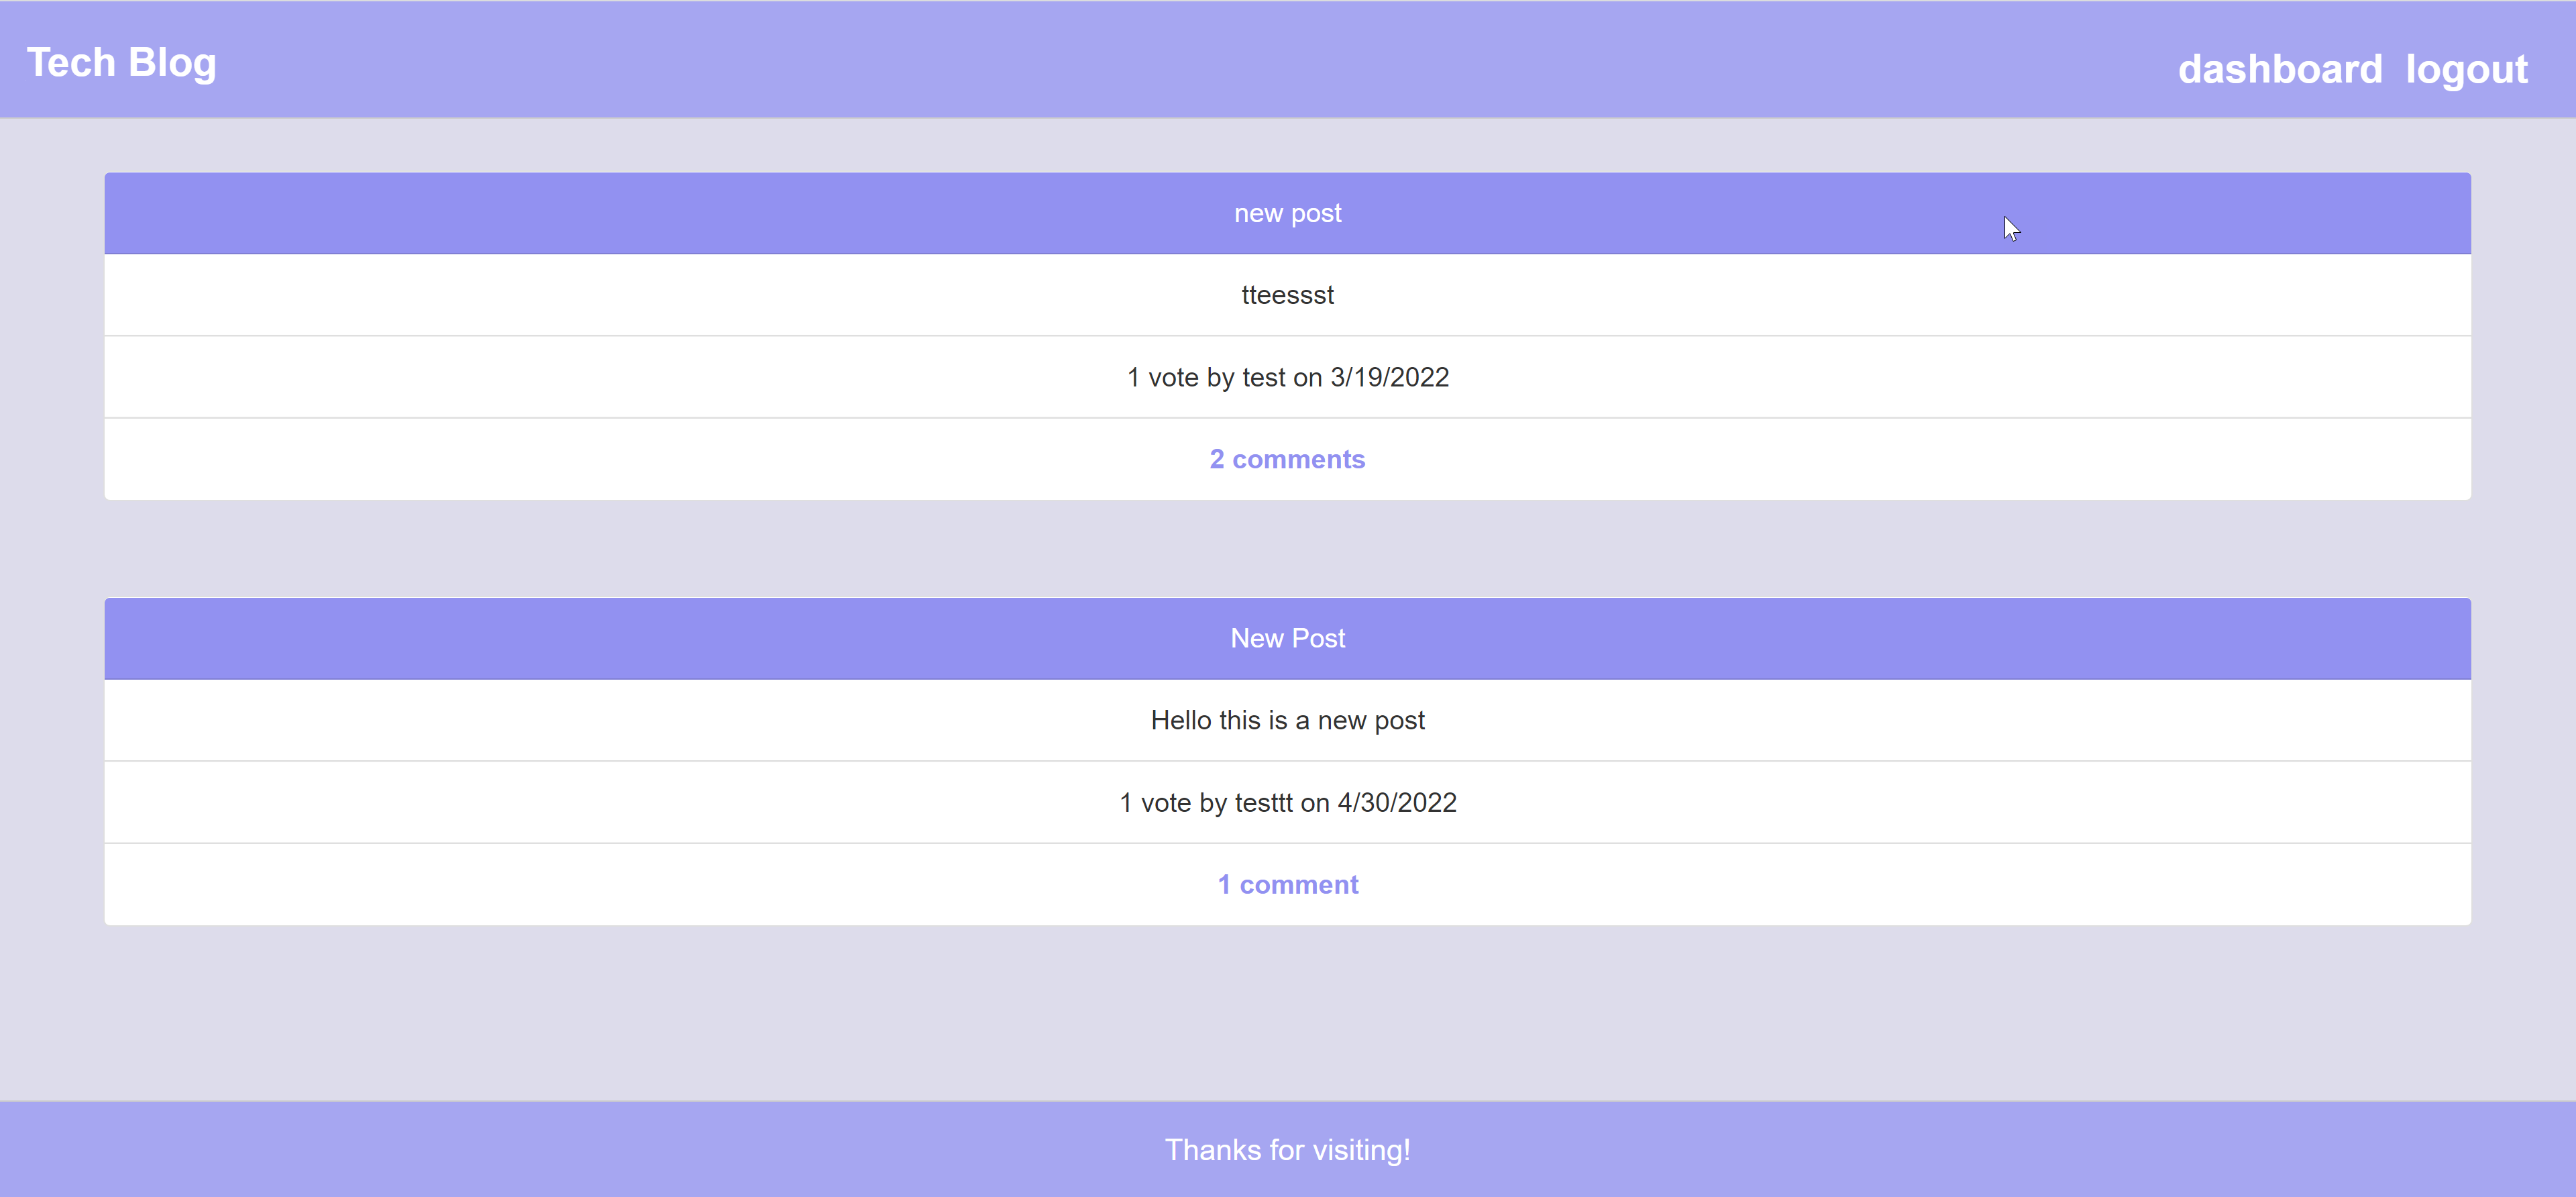 Tech Blog
dashboard logout
new post
tteessst
1 vote by test on 3/19/2022
2 comments
New Post
Hello this is a new post
1 vote by testtt on 4/30/2022
1 comment
Thanks for visiting!